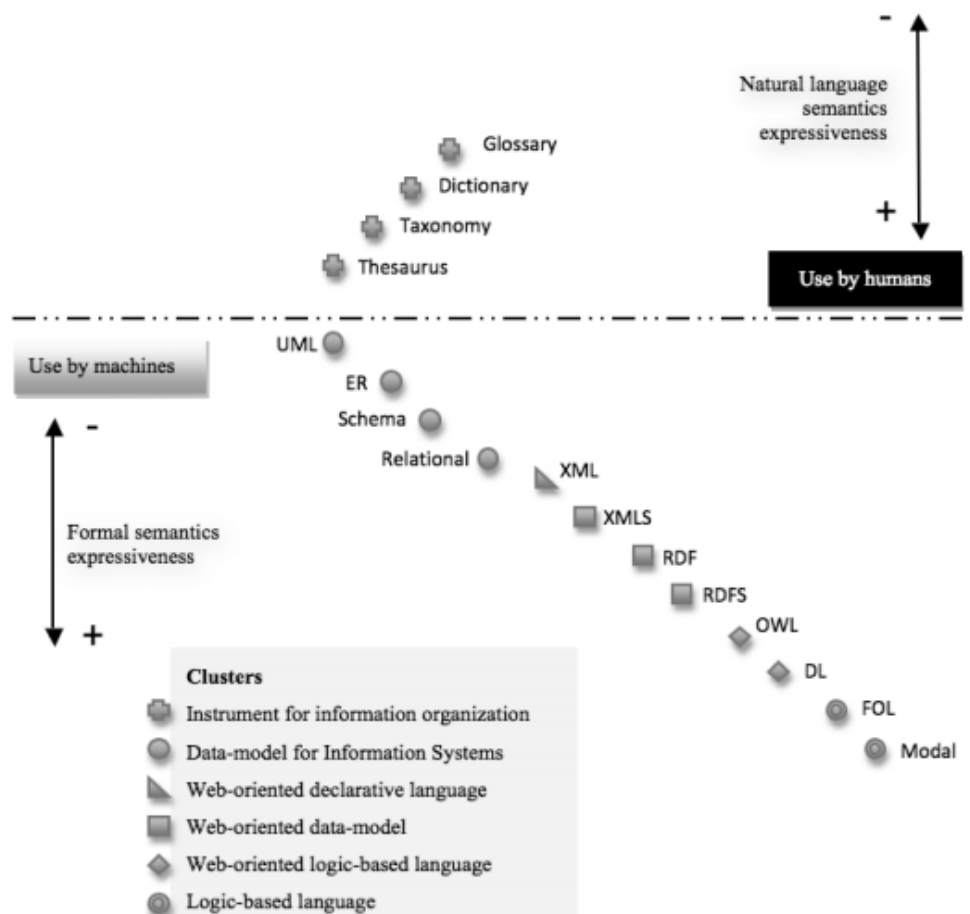 -
Natural language
semantics
expressiveness
+
Use by humans
Glossary
Dictionary
Taxonomy
Thesaurus
Use by machines
-
Formal semantics
expressiveness
+
UML
ER
Schema
Relational
XML
XMLS
RDF
RDFS
OWL
DL
FOL
Modal
Clusters
Instrument for information organization
Data-model for Information Systems
Web-oriented declarative language
Web-oriented data-model
Web-oriented logic-based language
Logic-based language